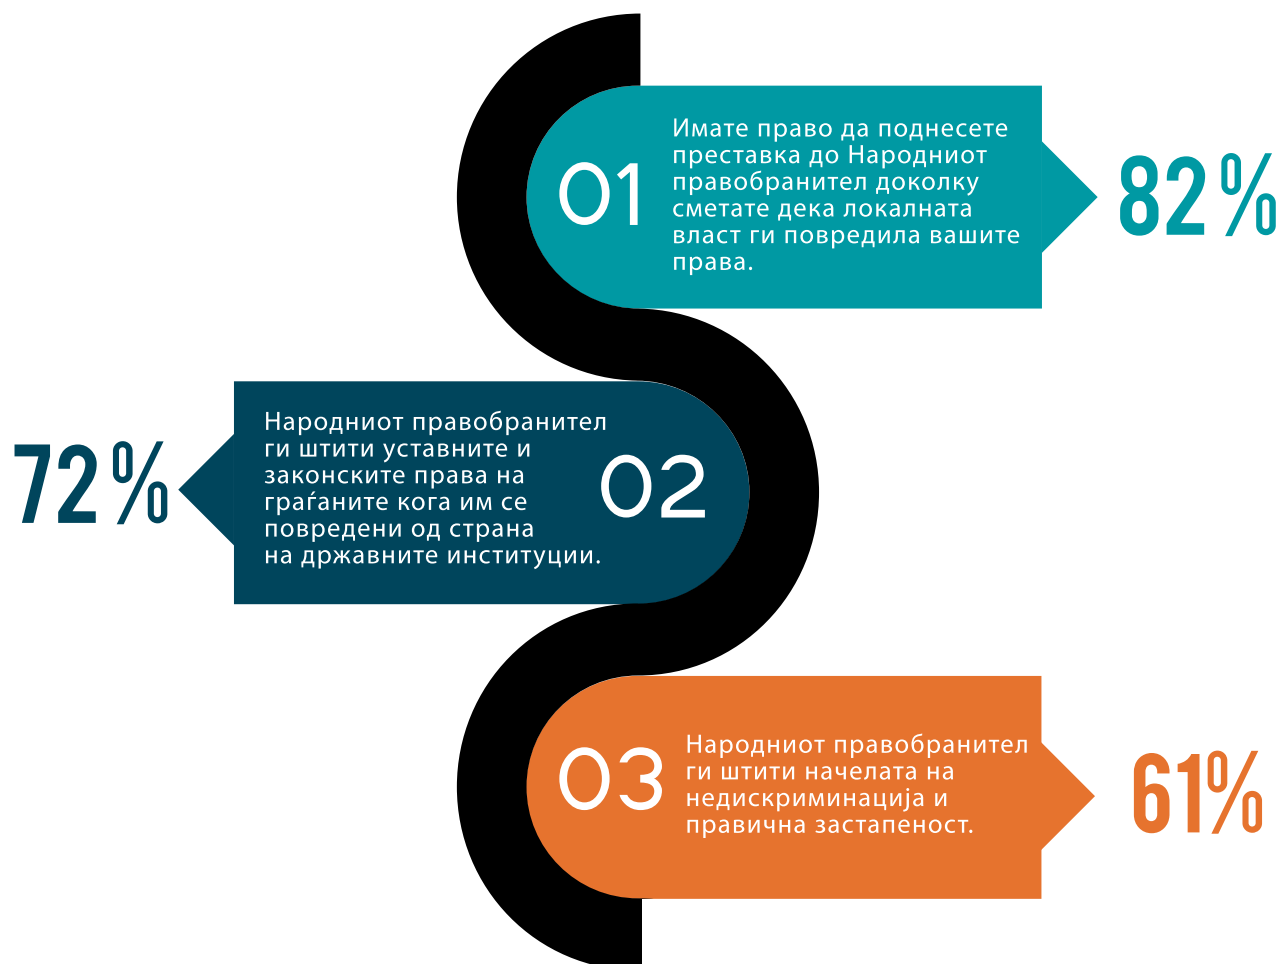 01
Имате право да поднесете
преставка до Народниот
правобранител доколку
сметате дека локалната
власт ги повредила вашите
права.
82%
72%
Народниот правобранител
ги штити уставните и
законските права на
граѓаните кога им се
повредени од страна
на државните институции.
02
03
Народниот правобранител
ги штити начелата на
недискриминација и
правична застапеност.
61%